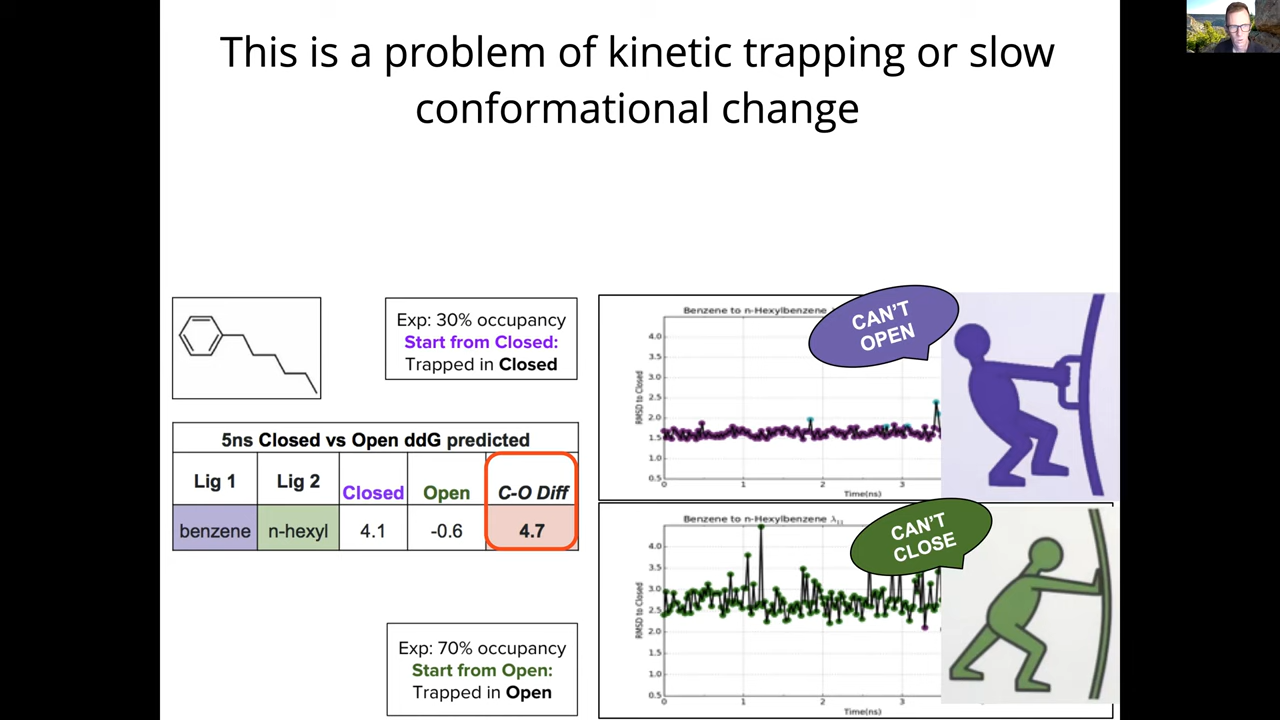 This is a problem of kinetic trapping or slow
conformational change
Exp: 30% occupancy
Start from Closed:
Trapped in Closed
5ns Closed vs Open ddG predicted
Lig 1 Lig 2 Closed Open C-O Diff
benzene n-hexyl 4.1 -0.6 4.7
Exp: 70% occupancy
Start from Open:
Trapped in Open
Benzene to n-Hexylbenzene
CAN'T
OPEN
RMSD to Closed
4.0
3.5
3.0
2.5
2.0
1.5
1.0
0.5
0 1 2 3
Time(ns)
Benzene to n-Hexylbenzene λ₁₁
CAN'T
CLOSE
RMSD to Closed
4.0
3.5
3.0
2.5
2.0
1.5
1.0
0.5
0 1 2 3
Time(ns)